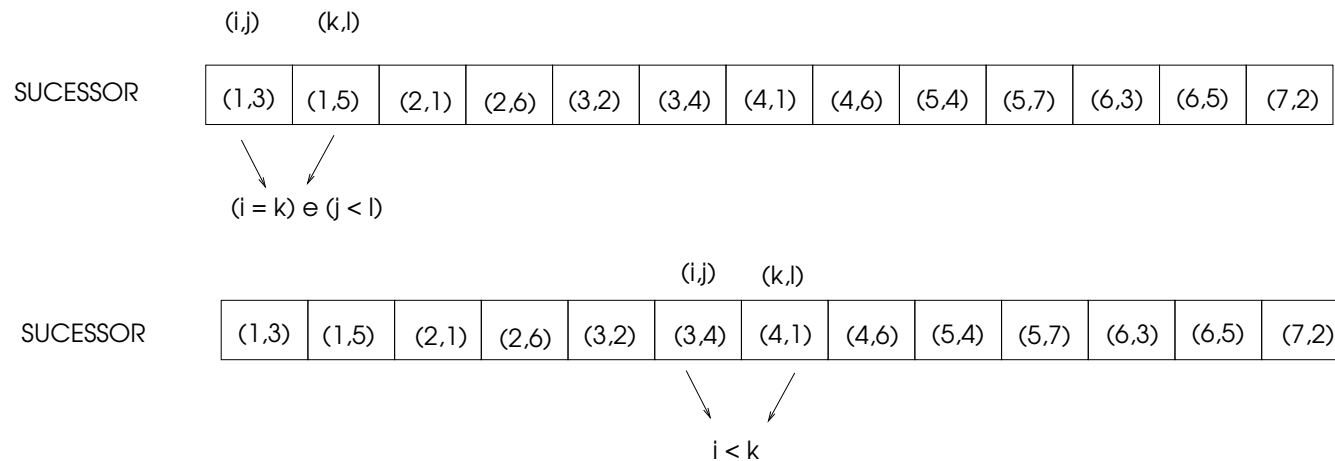 (i,j) (k,l)
SUCESSOR (1,3) (1,5) (2,1) (2,6) (3,2) (3,4) (4,1) (4,6) (5,4) (5,7) (6,3) (6,5) (7,2)
(i = k) e (j < l)
(i,j) (k,l)
SUCESSOR (1,3) (1,5) (2,1) (2,6) (3,2) (3,4) (4,1) (4,6) (5,4) (5,7) (6,3) (6,5) (7,2)
i < k